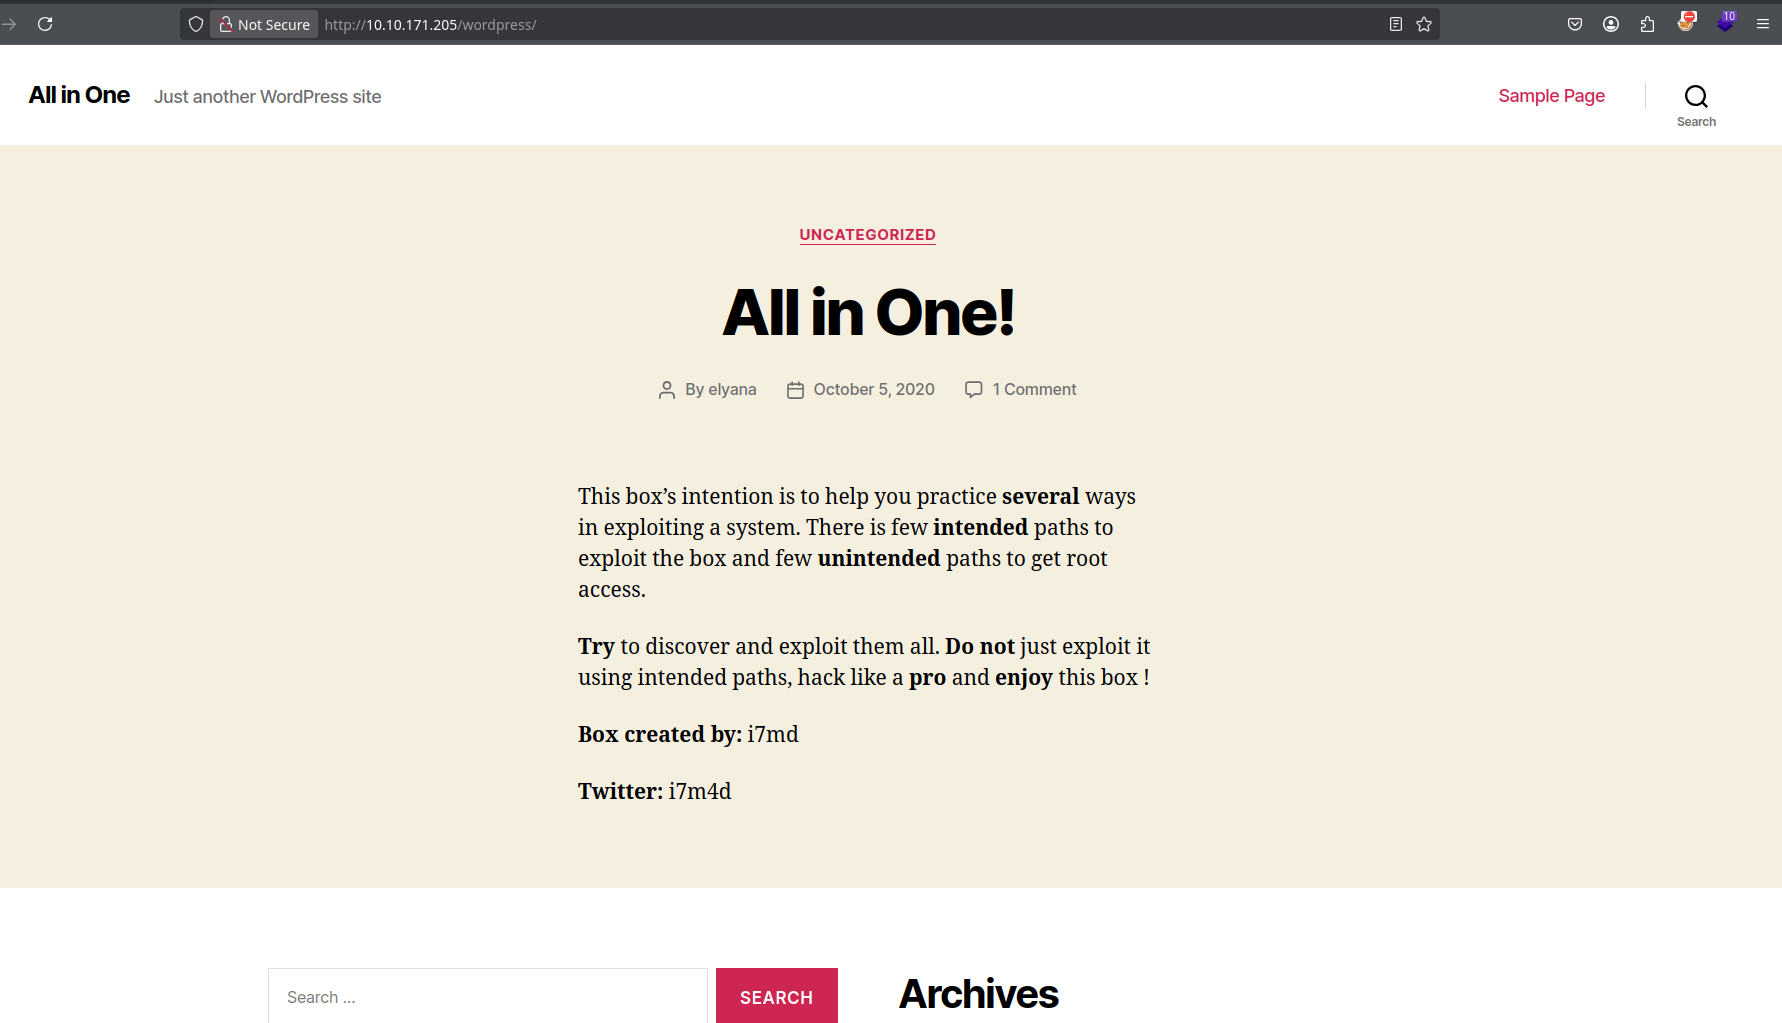 Not Secure http://10.10.171.205/wordpress/
10
All in One Just another WordPress site
Sample Page
Search
UNCATEGORIZED
All in One!
By elyana October 5, 2020 1 Comment
This box’s intention is to help you practice several ways
in exploiting a system. There is few intended paths to
exploit the box and few unintended paths to get root
access.
Try to discover and exploit them all. Do not just exploit it
using intended paths, hack like a pro and enjoy this box !
Box created by: i7md
Twitter: i7m4d
Search …
SEARCH
Archives